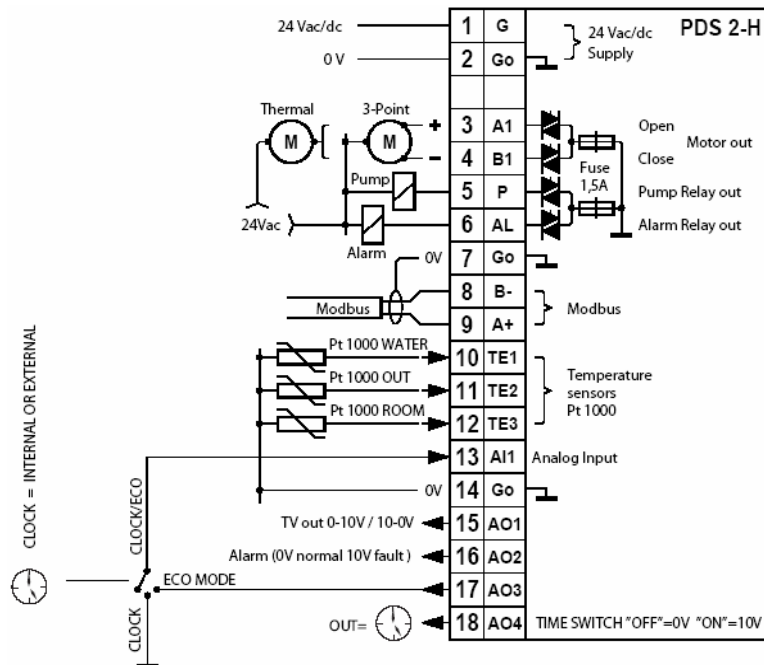 PDS 2-H
24 Vac/dc 1 G 24 Vac/dc
Supply
0 V 2 Go
Thermal 3-Point
M M + 3 A1 Open
Motor out
- 4 B1 Close
Fuse
1,5A
Pump 5 P Pump Relay out
24Vac 6 AL Alarm Relay out
Alarm
0V 7 Go
8 B-
Modbus Modbus
9 A+
Pt 1000 WATER 10 TE1
Pt 1000 OUT 11 TE2 Temperature
sensors
Pt 1000
Pt 1000 ROOM 12 TE3
13 AI1 Analog Input
0V 14 Go
TV out 0-10V / 10-0V 15 AO1
Alarm (0V normal 10V fault ) 16 AO2
ECO MODE 17 AO3
OUT= 18 AO4 TIME SWITCH "OFF"=0V "ON"=10V
CLOCK = INTERNAL OR EXTERNAL
CLOCK/ECO
CLOCK